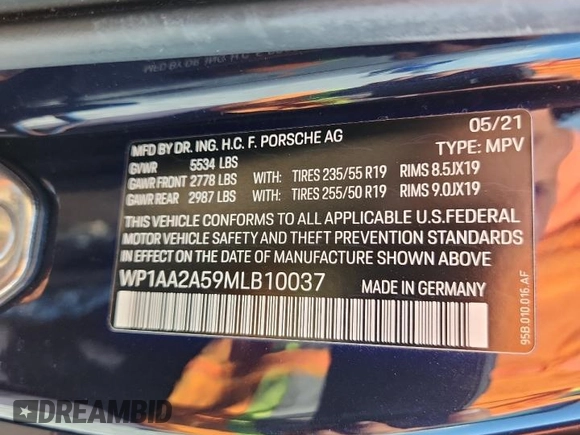 05/21
MFD BY DR. ING. H.C. F. PORSCHE AG TYPE: MPV
GVWR 5534 LBS
GAWR FRONT 2778 LBS WITH: TIRES 235/55 R19 RIMS 8.5JX19
GAWR REAR 2987 LBS WITH: TIRES 255/50 R19 RIMS 9.0JX19
THIS VEHICLE CONFORMS TO ALL APPLICABLE U.S.FEDERAL
MOTOR VEHICLE SAFETY AND THEFT PREVENTION STANDARDS
IN EFFECT ON THE DATE OF MANUFACTURE SHOWN ABOVE
WP1AA2A59MLB10037 MADE IN GERMANY
95B.010.016.AF
DREAMBID